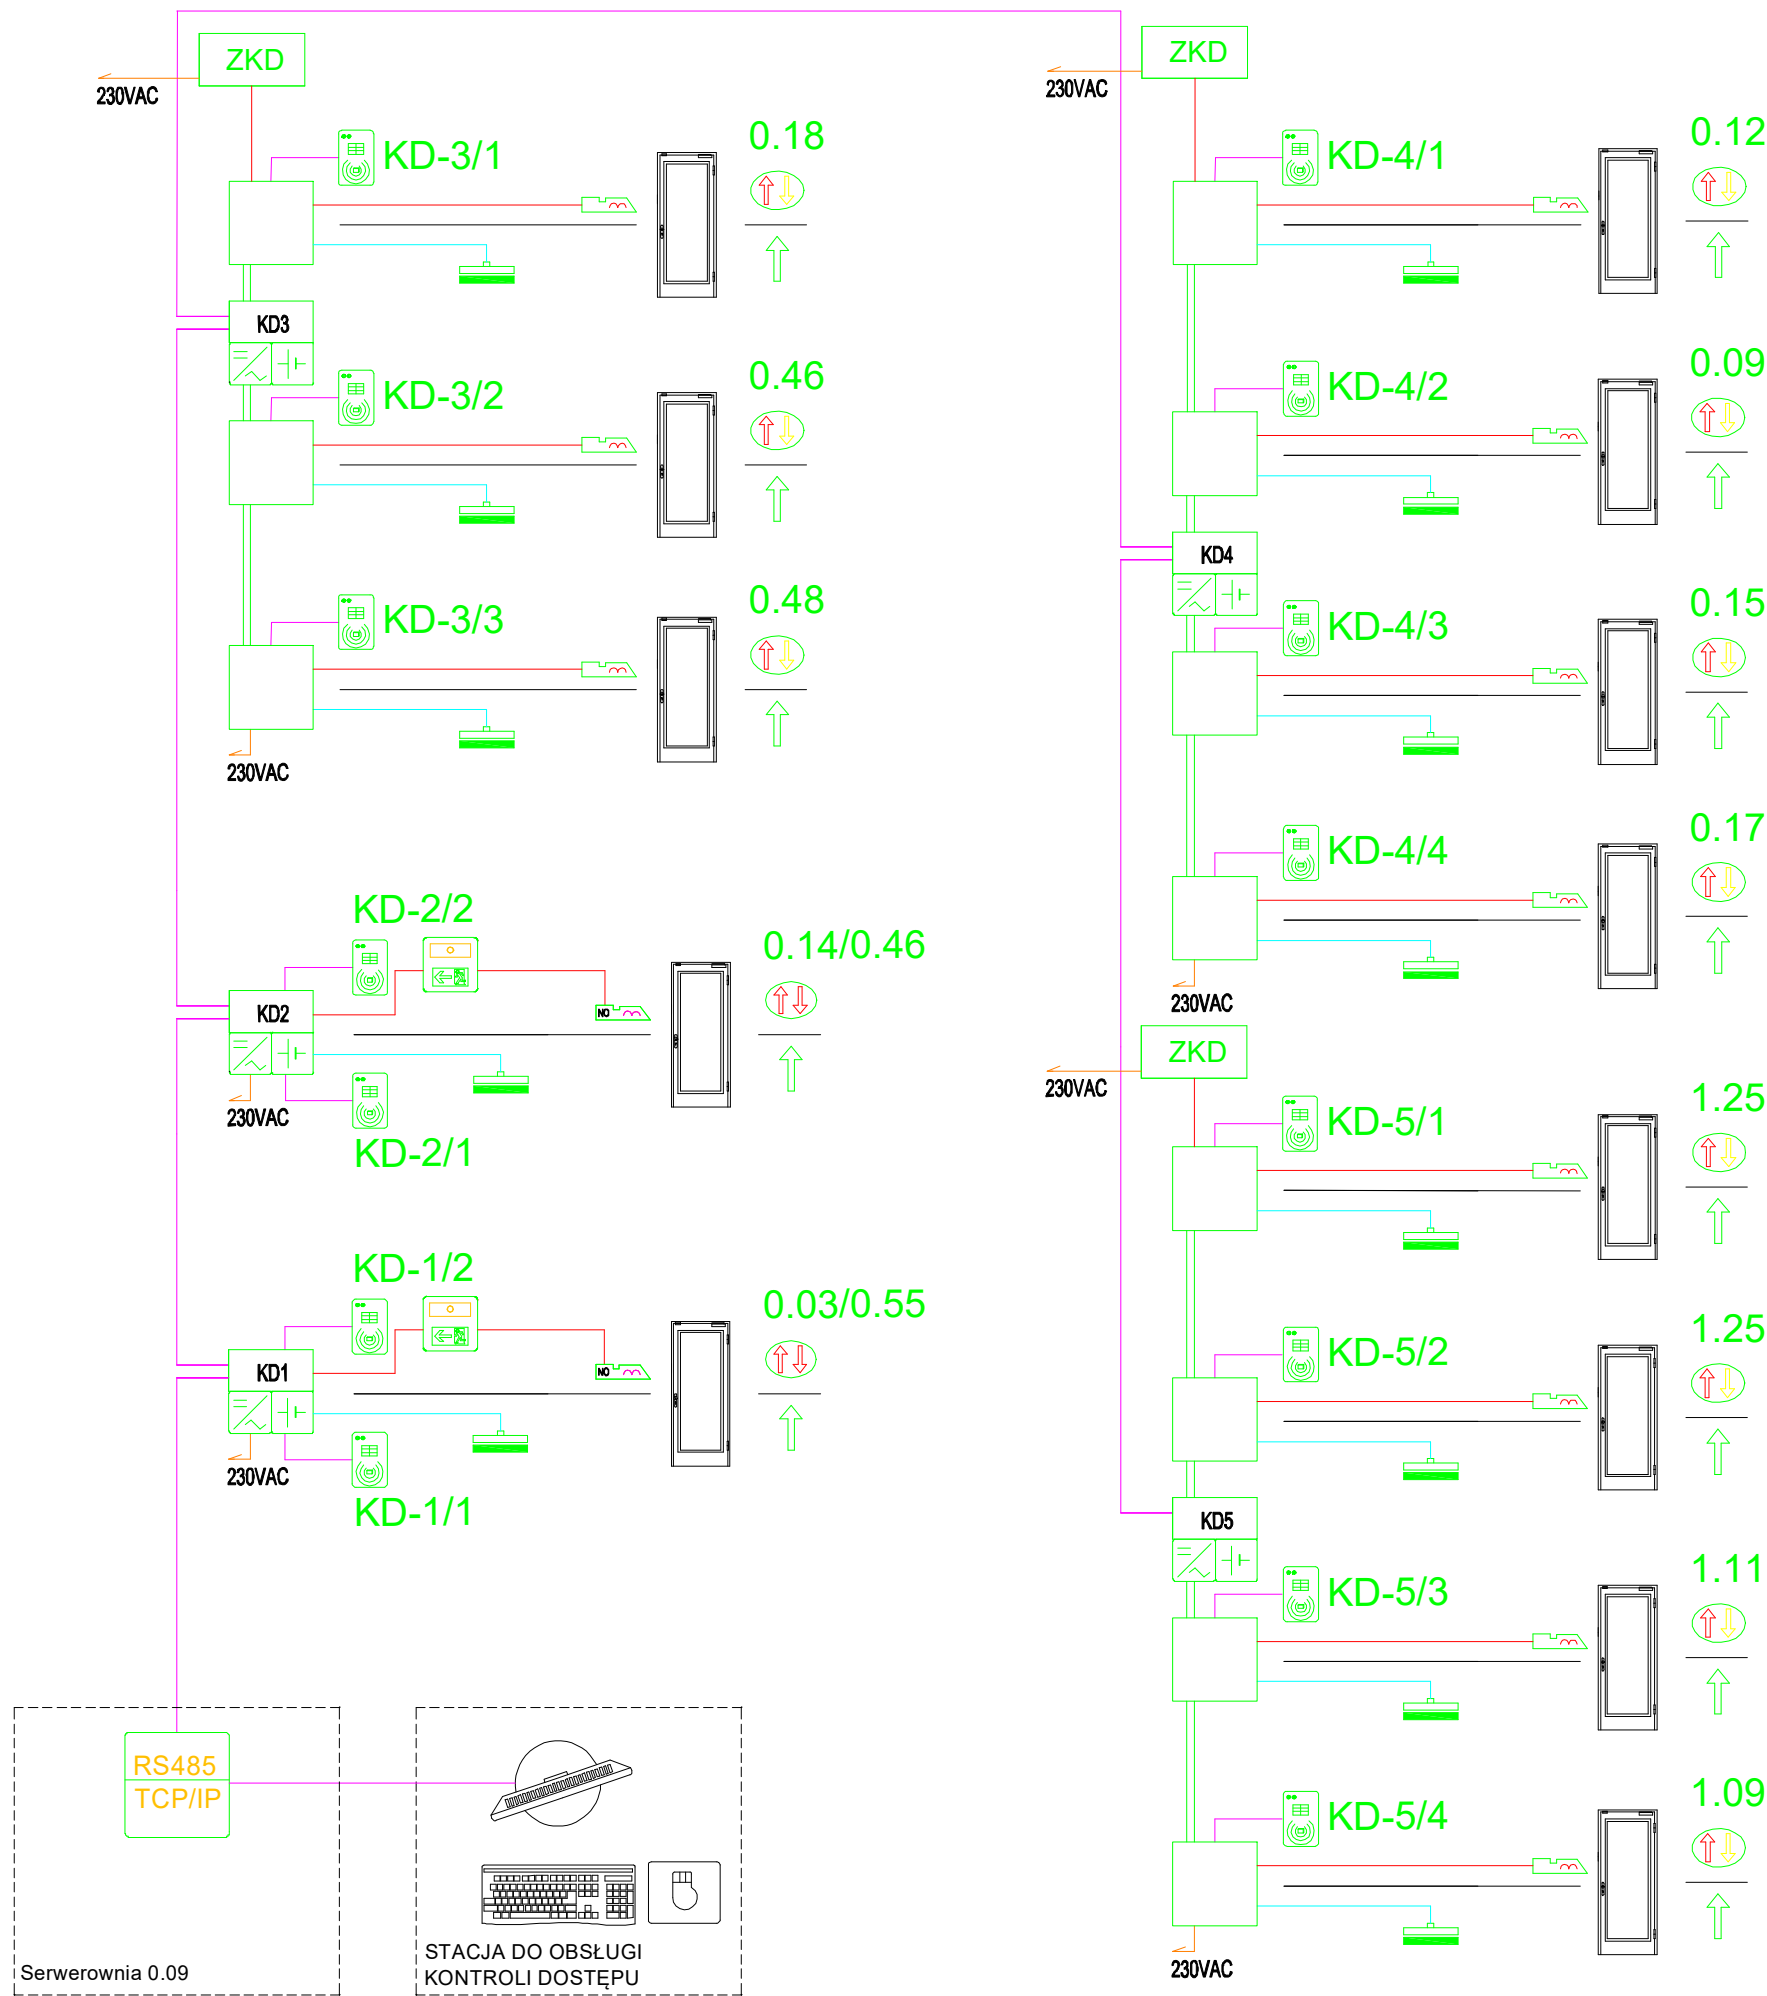 ZKD
230VAC
KD-3/1
0.18
KD3
KD-3/2
0.46
KD-3/3
0.48
230VAC
KD-2/2
0.14/0.46
KD2
NO
230VAC
KD-2/1
KD-1/2
0.03/0.55
KD1
NO
230VAC
KD-1/1
RS485
TCP/IP
Serwerownia 0.09
STACJA DO OBSŁUGI
KONTROLI DOSTĘPU
ZKD
230VAC
KD-4/1
0.12
KD-4/2
0.09
KD4
KD-4/3
0.15
KD-4/4
0.17
230VAC
ZKD
230VAC
KD-5/1
1.25
KD-5/2
1.25
KD5
KD-5/3
1.11
KD-5/4
1.09
230VAC